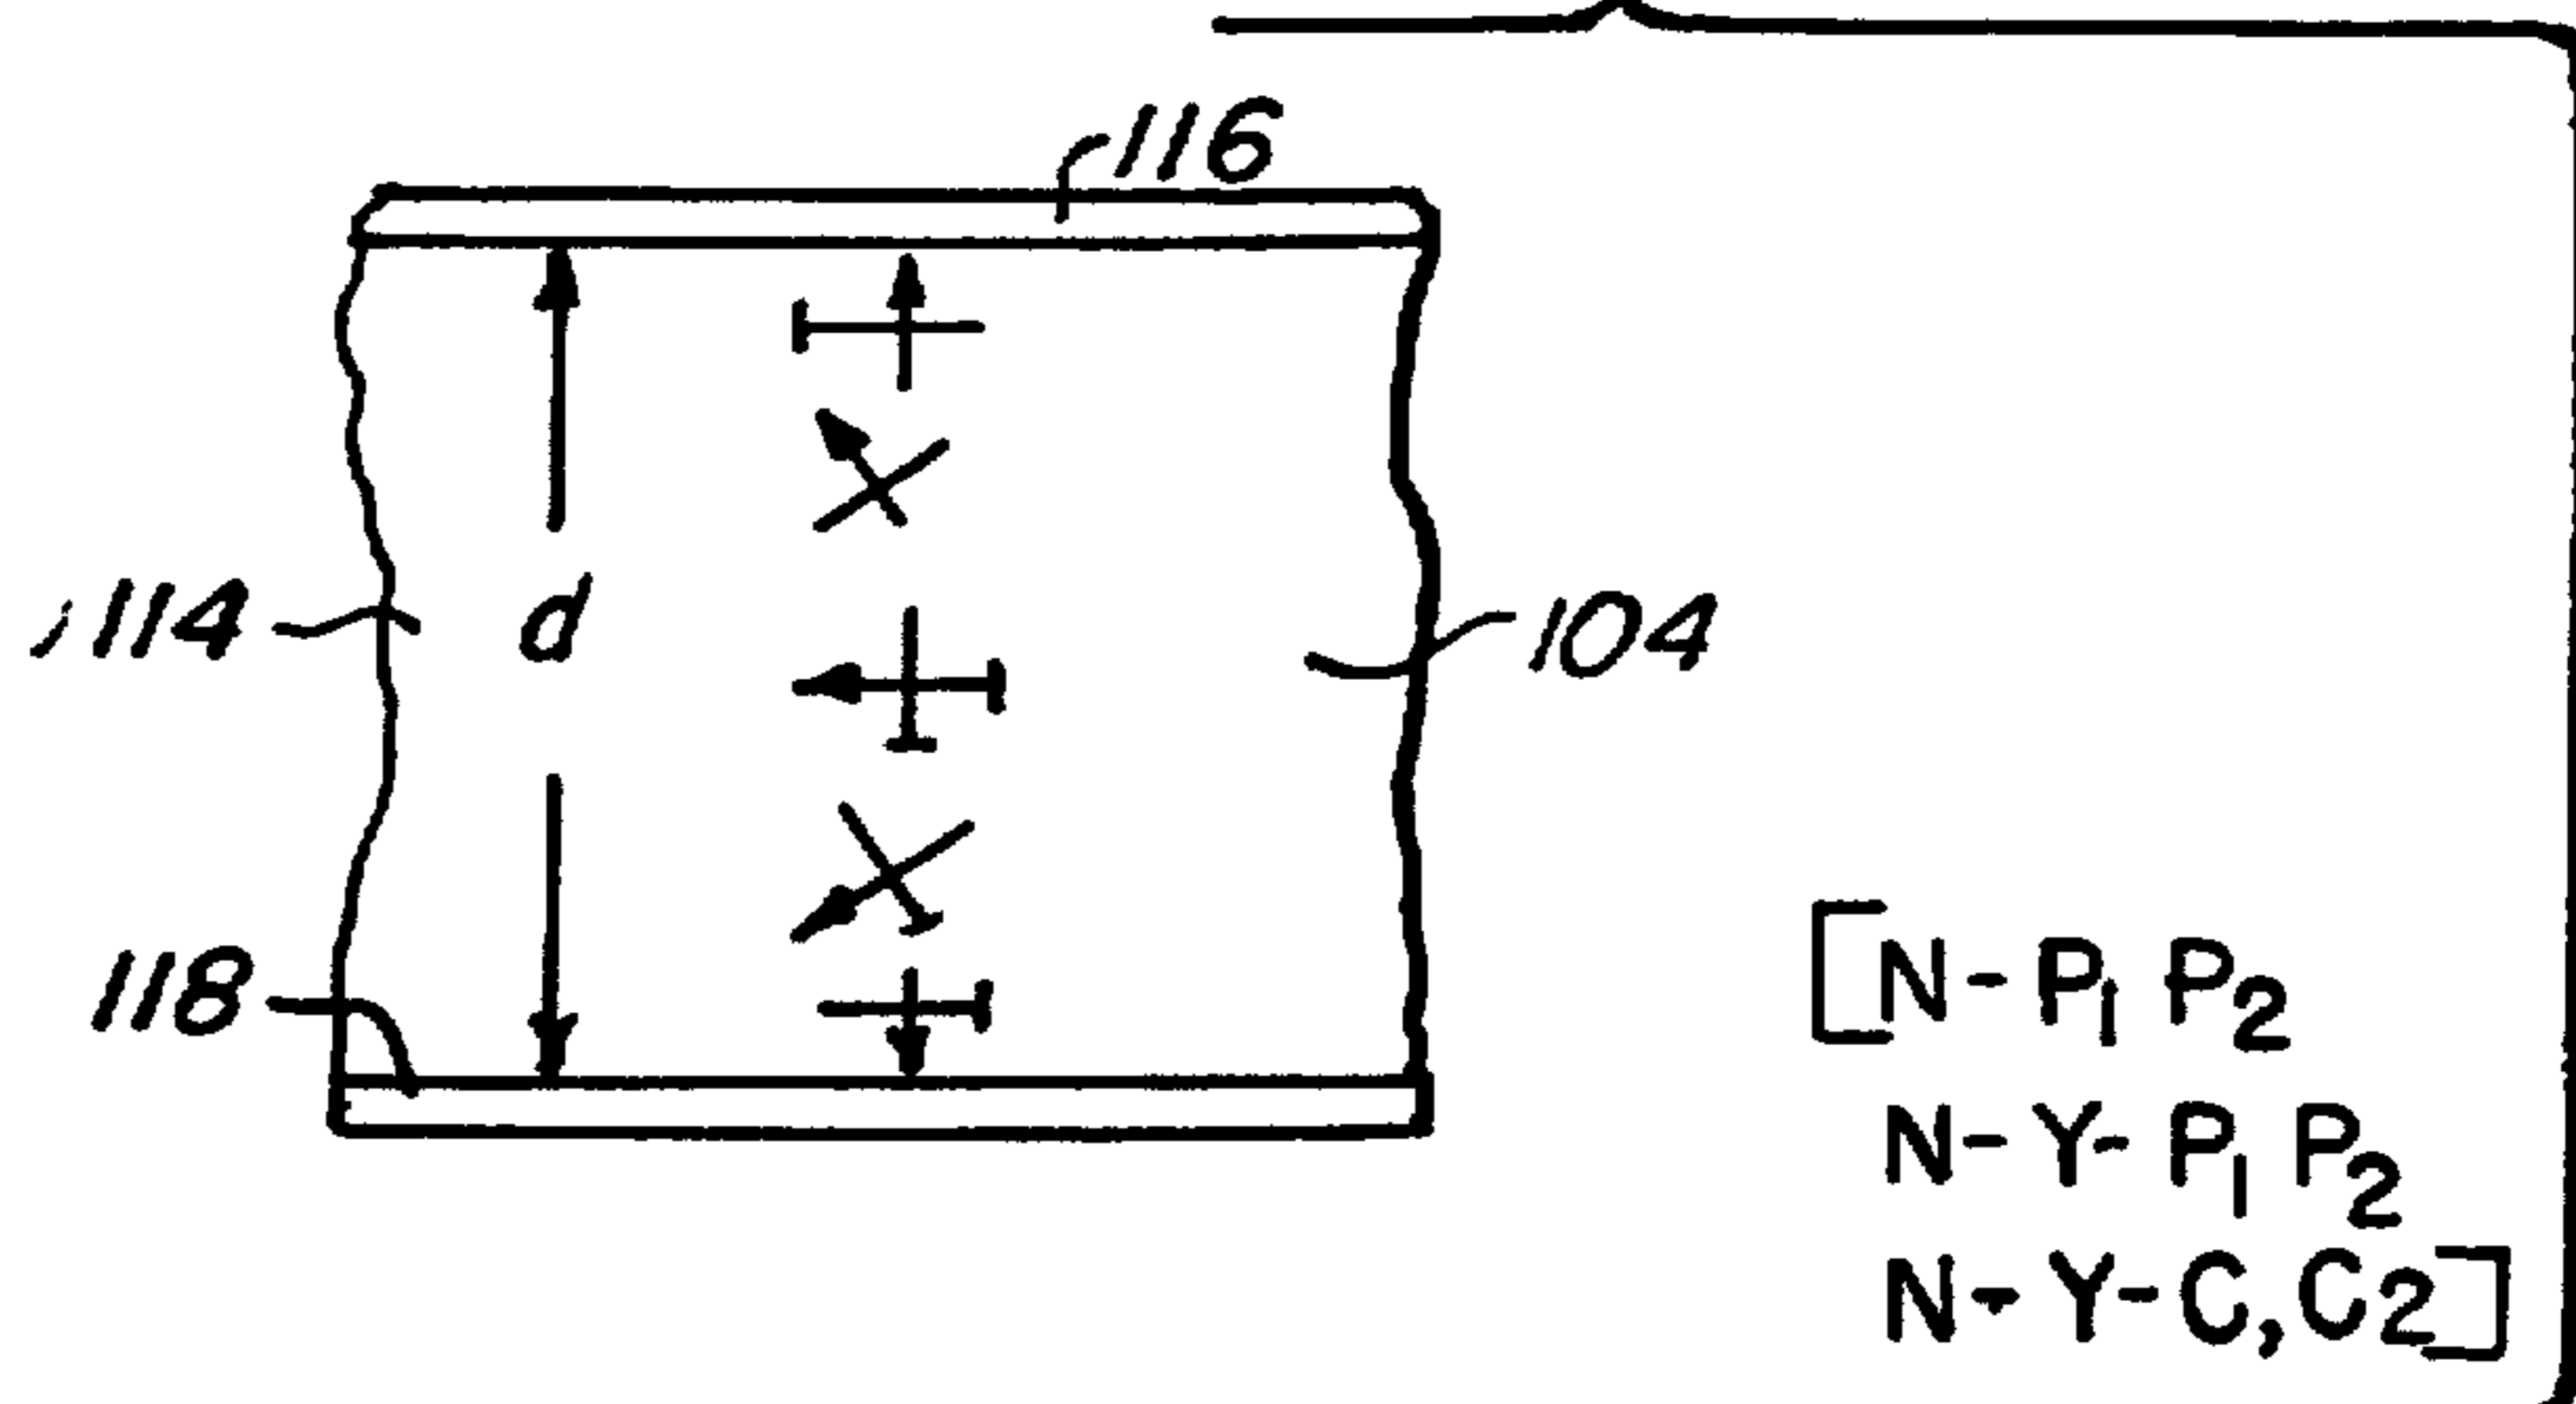 116
114
d
104
118
[N-P₁ P₂
N-Y-P₁ P₂
N-Y-C,C2]